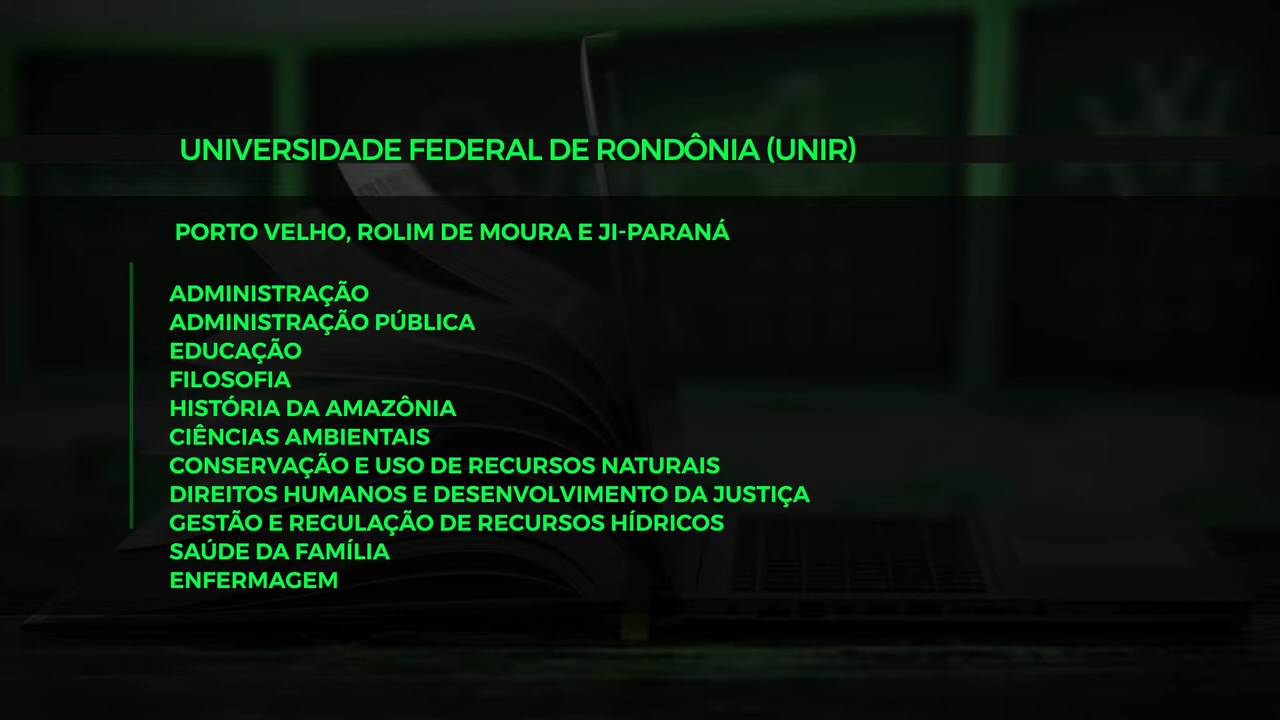 UNIVERSIDADE FEDERAL DE RONDÔNIA (UNIR)
PORTO VELHO, ROLIM DE MOURA E JI-PARANÁ
ADMINISTRAÇÃO
ADMINISTRAÇÃO PÚBLICA
EDUCAÇÃO
FILOSOFIA
HISTÓRIA DA AMAZÔNIA
CIÊNCIAS AMBIENTAIS
CONSERVAÇÃO E USO DE RECURSOS NATURAIS
DIREITOS HUMANOS E DESENVOLVIMENTO DA JUSTIÇA
GESTÃO E REGULAÇÃO DE RECURSOS HÍDRICOS
SAÚDE DA FAMÍLIA
ENFERMAGEM